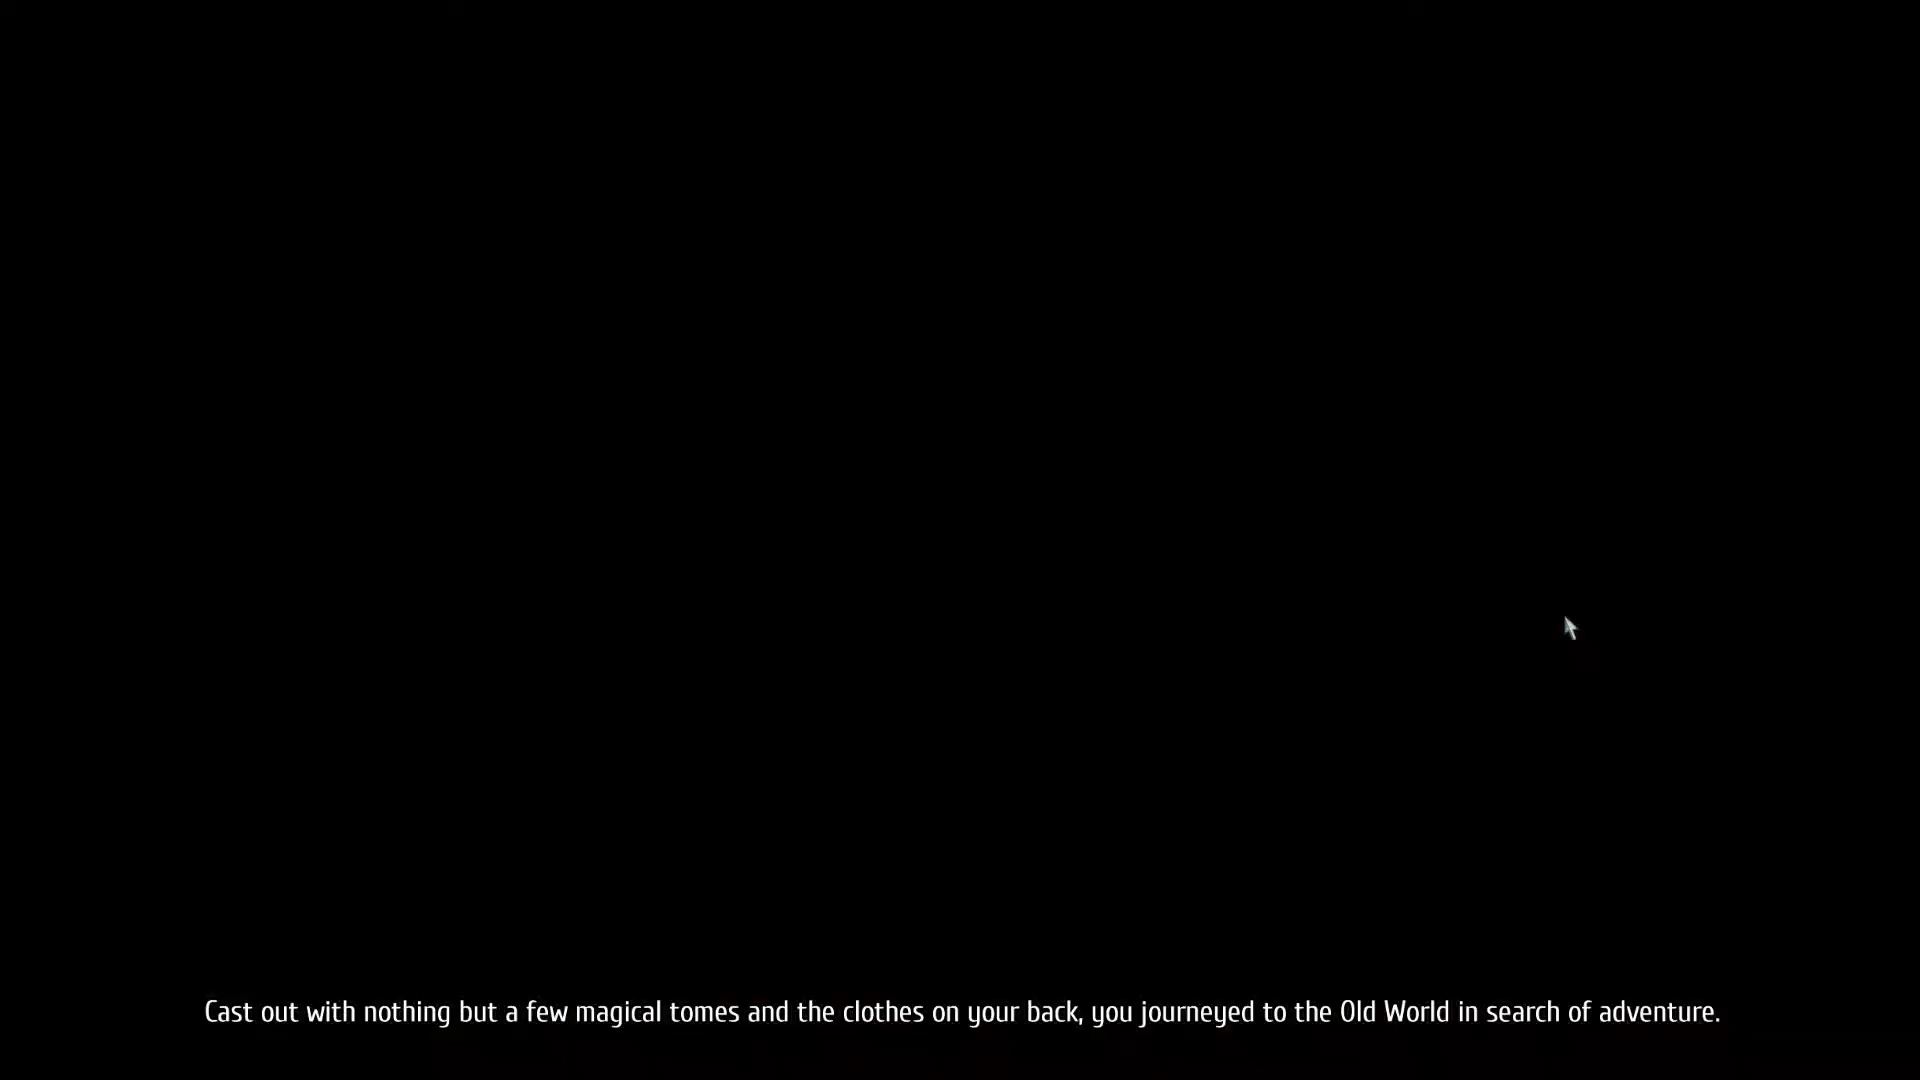 Cast out with nothing but a few magical tomes and the clothes on your back, you journeyed to the Old World in search of adventure.